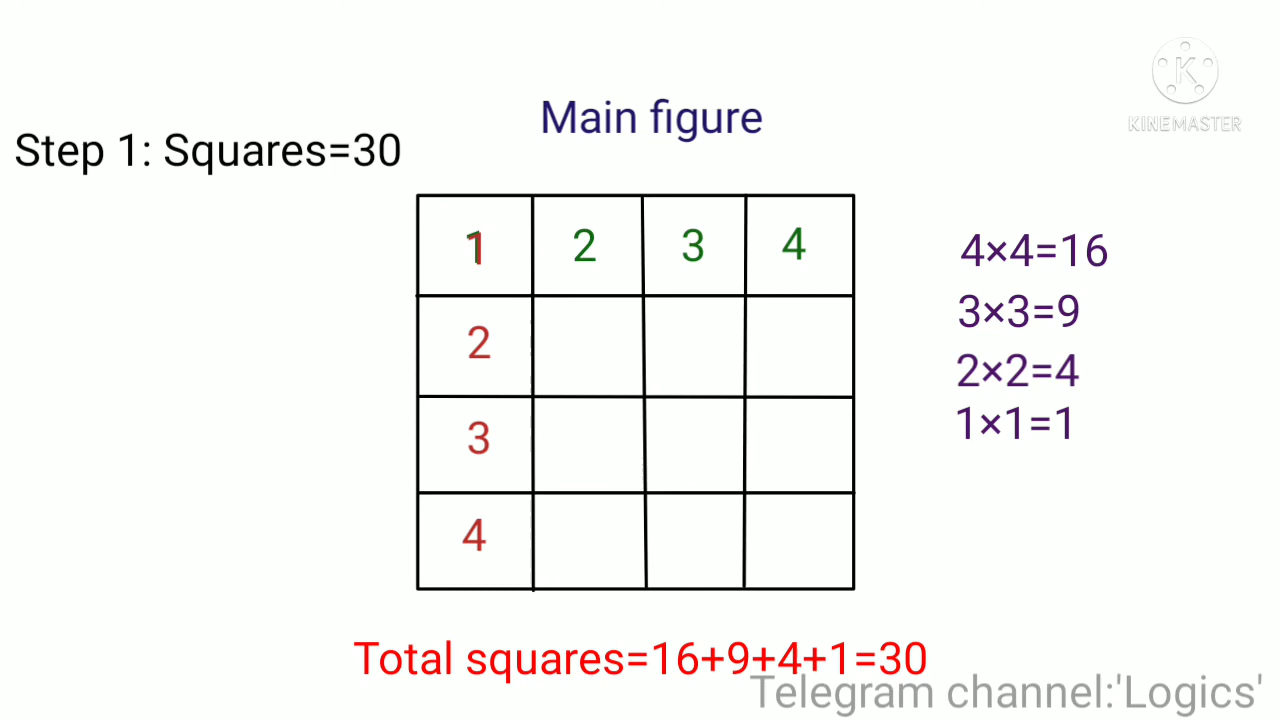 Main figure
KINEMASTER
Step 1: Squares=30
1 2 3 4
2
3
4
4×4=16
3×3=9
2×2=4
1×1=1
Total squares=16+9+4+1=30
Telegram channel:'Logics'